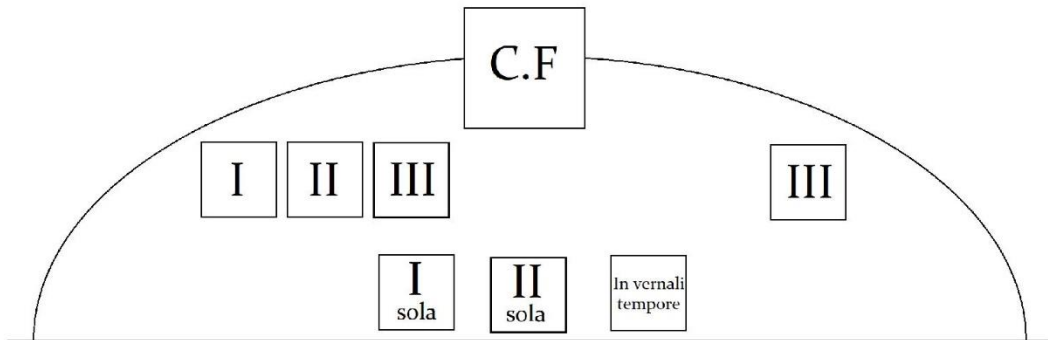 C.F
I II III III
I
sola
II
sola
In vernali
tempore